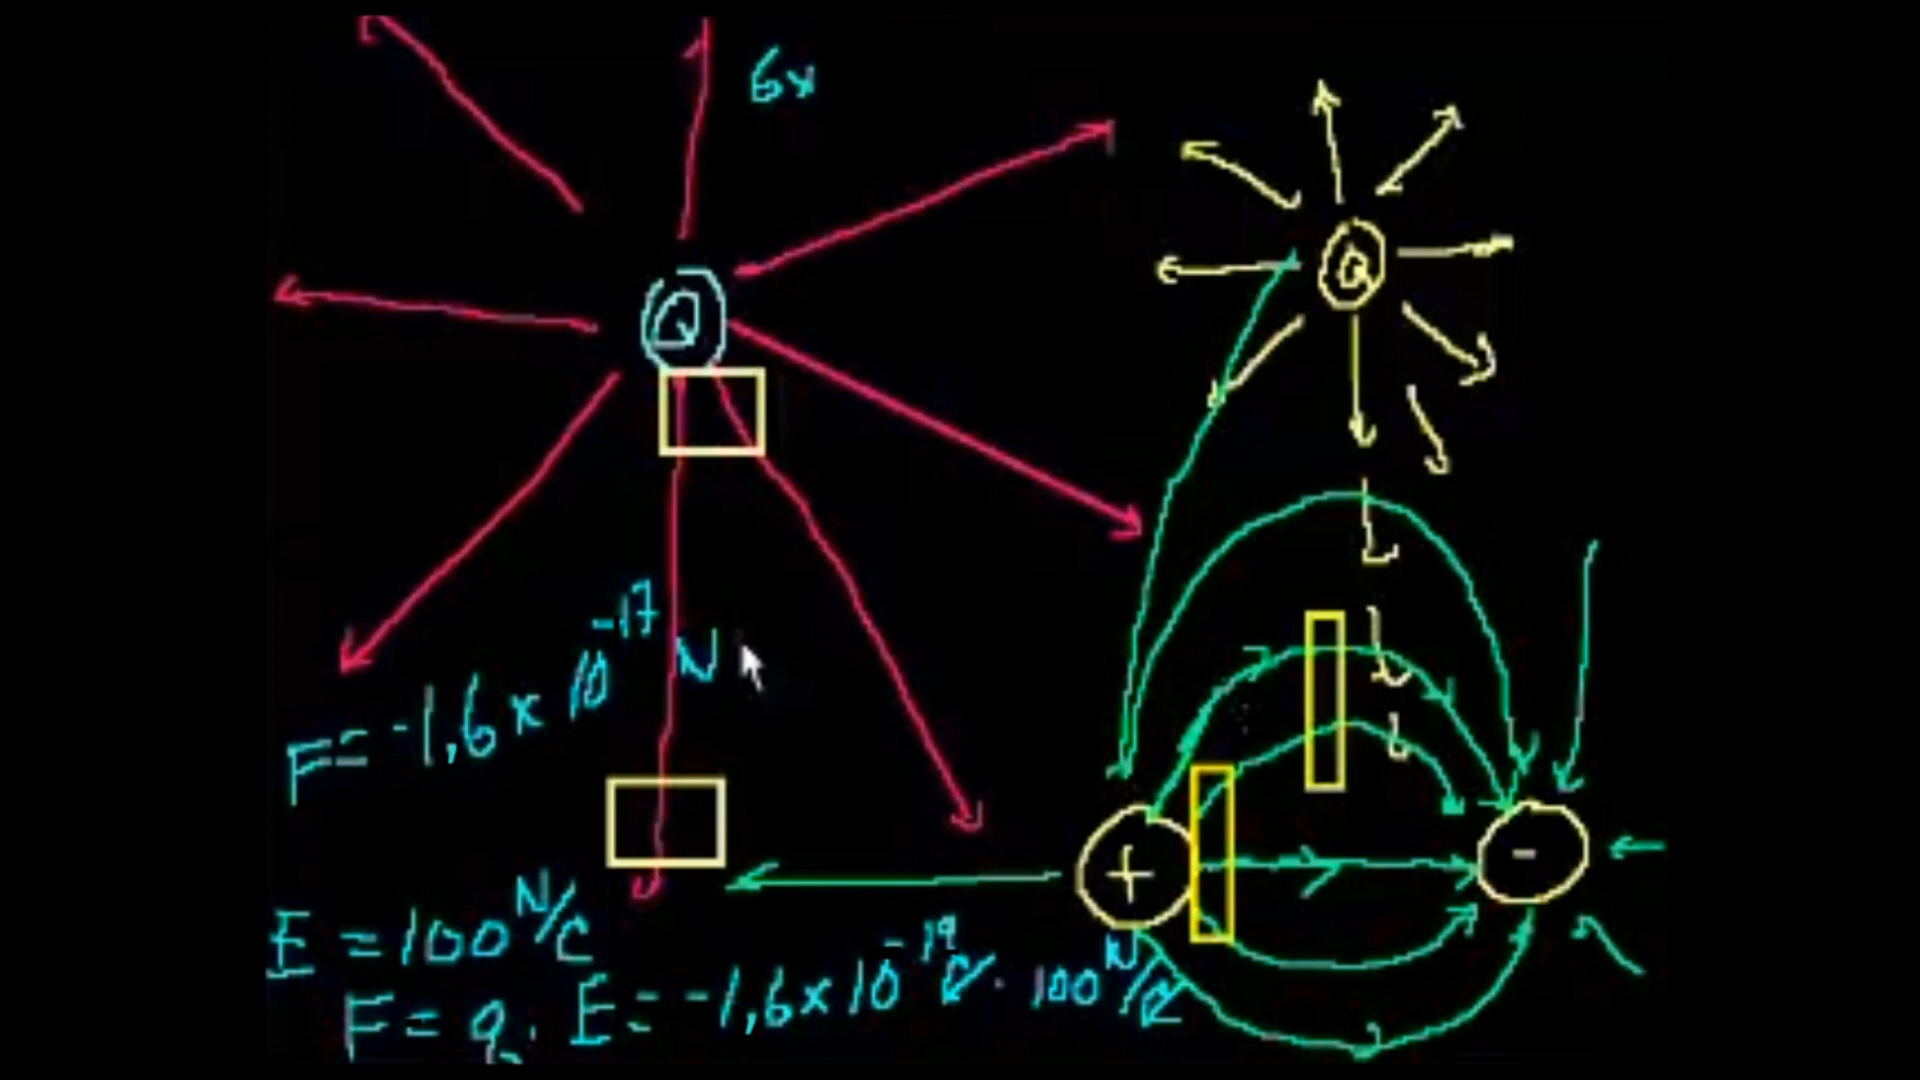 6x
Q
Q
F = -1,6 x 10⁻¹⁷ N
+
-
E = 100 N/C
F = q. E = -1,6 x 10⁻¹⁹ C . 100 N/C